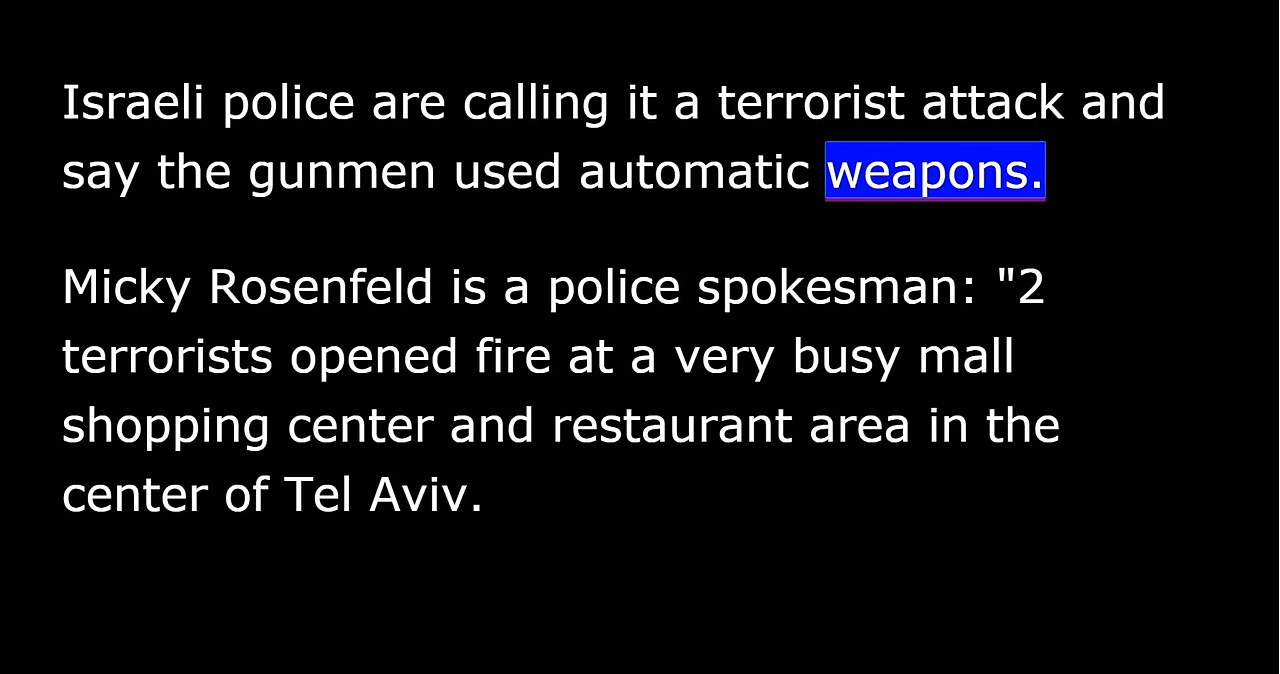 Israeli police are calling it a terrorist attack and
say the gunmen used automatic weapons.
Micky Rosenfeld is a police spokesman: "2
terrorists opened fire at a very busy mall
shopping center and restaurant area in the
center of Tel Aviv.